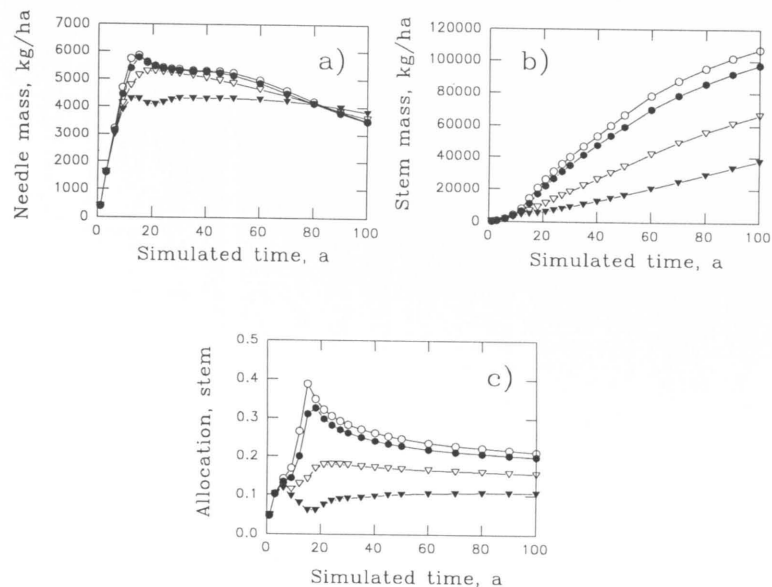 a)
Needle mass, kg/ha
7000
6000
5000
4000
3000
2000
1000
0
0 20 40 60 80 100
Simulated time, a
b)
Stem mass, kg/ha
120000
100000
80000
60000
40000
20000
0
0 20 40 60 80 100
Simulated time, a
c)
Allocation, stem
0.5
0.4
0.3
0.2
0.1
0.0
0 20 40 60 80 100
Simulated time, a